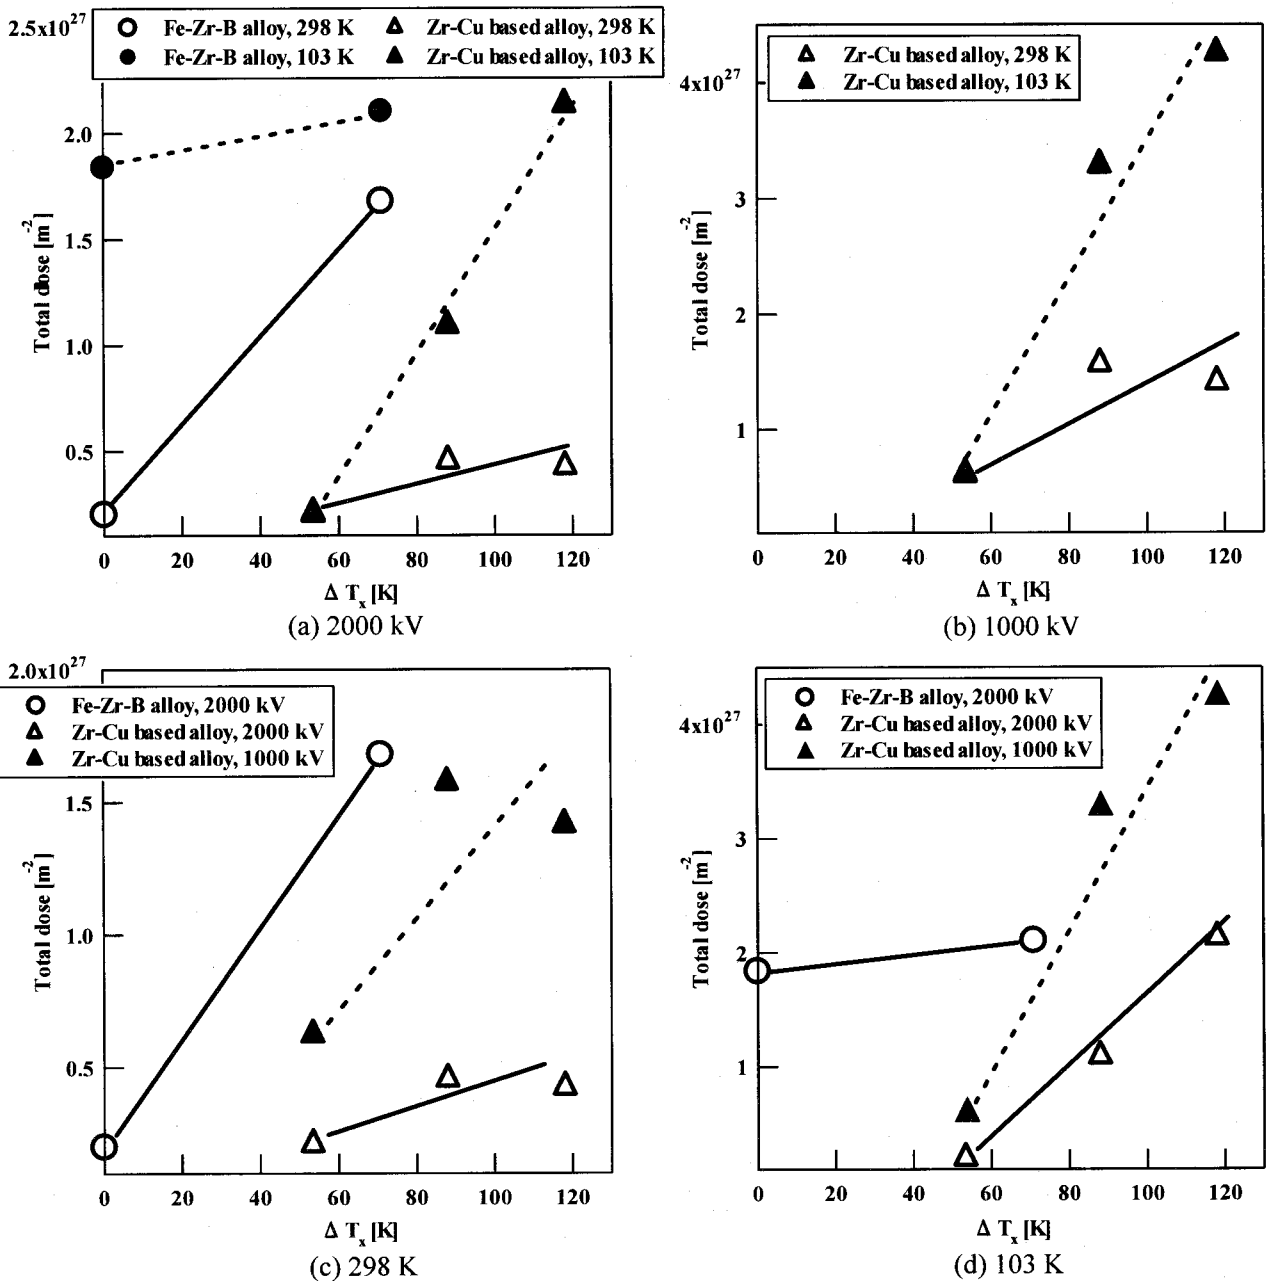 2.5x10^27
Fe-Zr-B alloy, 298 K
Zr-Cu based alloy, 298 K
Fe-Zr-B alloy, 103 K
Zr-Cu based alloy, 103 K
2.0
1.5
1.0
0.5
Total dose [m^-2]
0 20 40 60 80 100 120
Δ T_x [K]
(a) 2000 kV
Zr-Cu based alloy, 298 K
Zr-Cu based alloy, 103 K
4x10^27
3
2
1
Total dose [m^-2]
0 20 40 60 80 100 120
Δ T_x [K]
(b) 1000 kV
2.0x10^27
Fe-Zr-B alloy, 2000 kV
Zr-Cu based alloy, 2000 kV
Zr-Cu based alloy, 1000 kV
1.5
1.0
0.5
Total dose [m^-2]
0 20 40 60 80 100 120
Δ T_x [K]
(c) 298 K
Fe-Zr-B alloy, 2000 kV
Zr-Cu based alloy, 2000 kV
Zr-Cu based alloy, 1000 kV
4x10^27
3
2
1
Total dose [m^-2]
0 20 40 60 80 100 120
Δ T_x [K]
(d) 103 K